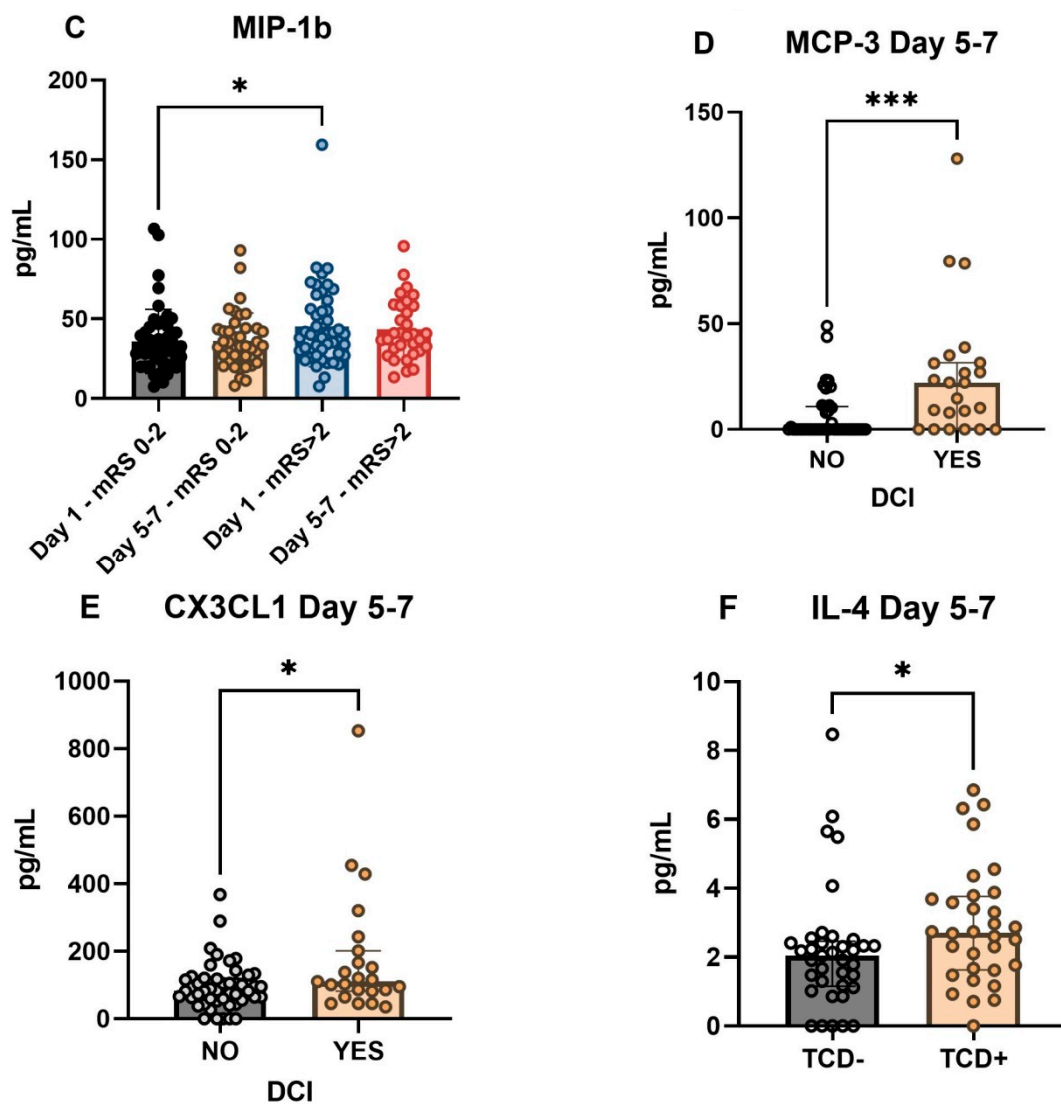 C MIP-1b
200
150
100
50
0
pg/mL
*
Day 1 - mRS 0-2
Day 5-7 - mRS 0-2
Day 1 - mRS>2
Day 5-7 - mRS>2
D MCP-3 Day 5-7
150
100
50
0
pg/mL
***
NO YES
DCI
E CX3CL1 Day 5-7
1000
800
600
400
200
0
pg/mL
*
NO YES
DCI
F IL-4 Day 5-7
10
8
6
4
2
0
pg/mL
*
TCD- TCD+